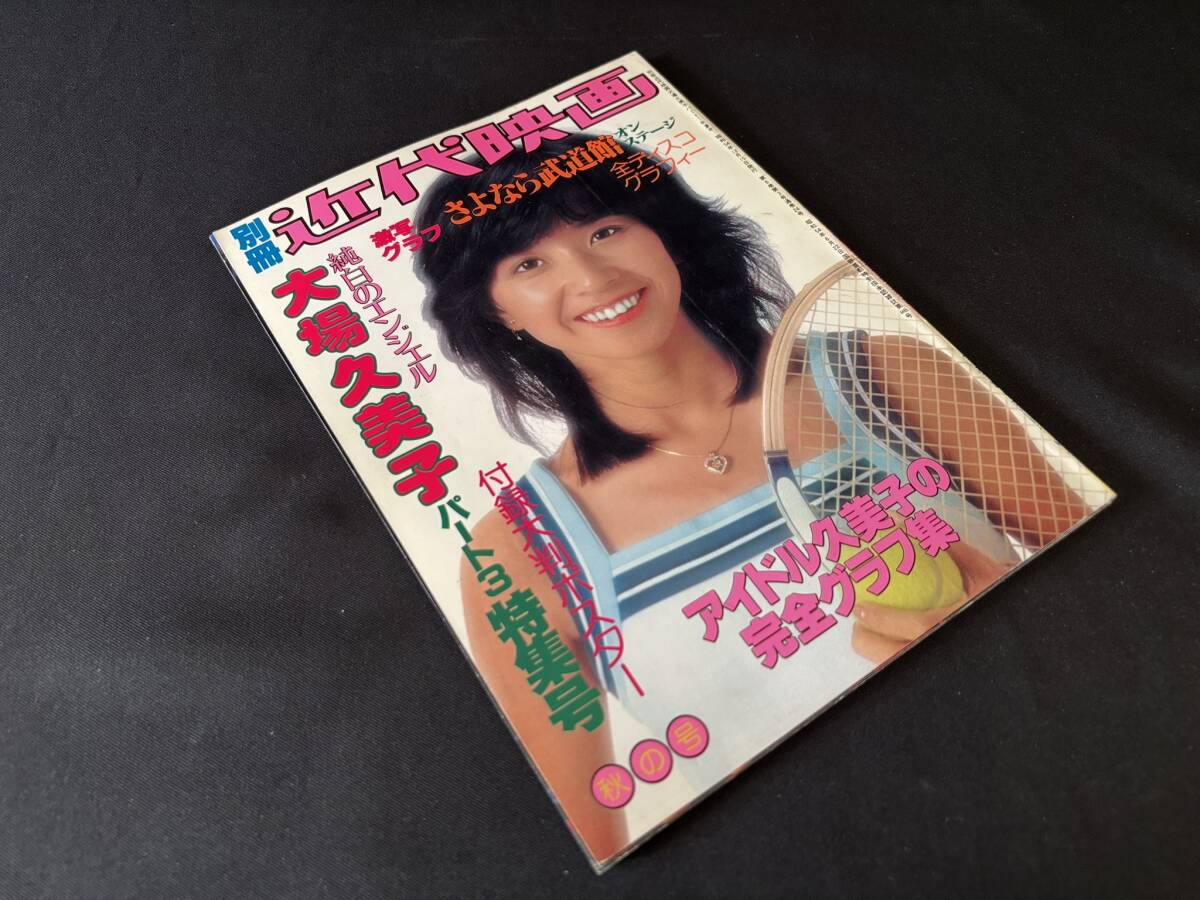 別冊
近代映画
激写
グラフ
さよなら武道館
オン
ステージ
全ディスコ
グラフィー
純白のエンジェル
大場久美子
パート3
特集号
付録大判ポスター
アイドル久美子の
完全グラフ集
秋の号